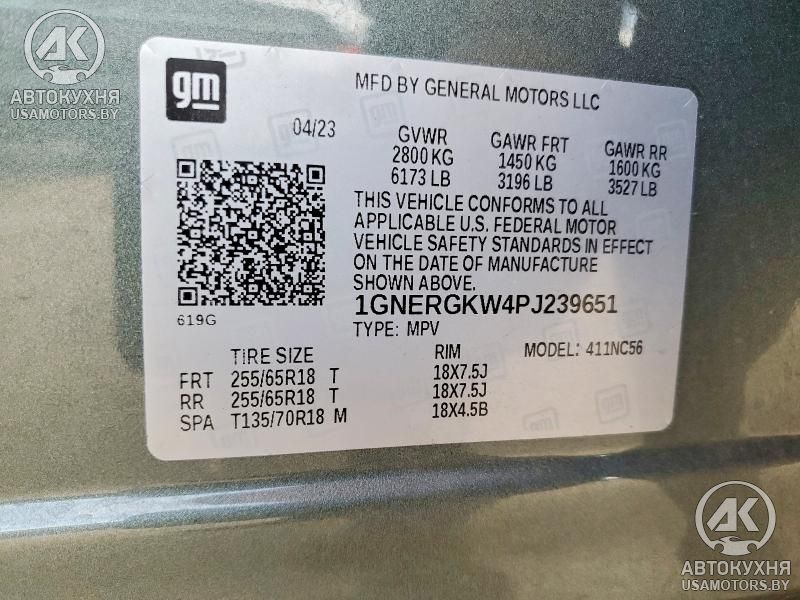 AK
АВТОКУХНЯ
USAMOTORS.BY
gm
MFD BY GENERAL MOTORS LLC
04/23
GVWR GAWR FRT GAWR RR
2800 KG 1450 KG 1600 KG
6173 LB 3196 LB 3527 LB
THIS VEHICLE CONFORMS TO ALL
APPLICABLE U.S. FEDERAL MOTOR
VEHICLE SAFETY STANDARDS IN EFFECT
ON THE DATE OF MANUFACTURE
SHOWN ABOVE.
619G
1GNERGKW4PJ239651
TYPE: MPV
TIRE SIZE RIM MODEL: 411NC56
FRT 255/65R18 T 18X7.5J
RR 255/65R18 T 18X7.5J
SPA T135/70R18 M 18X4.5B
AK
АВТОКУХНЯ
USAMOTORS.BY